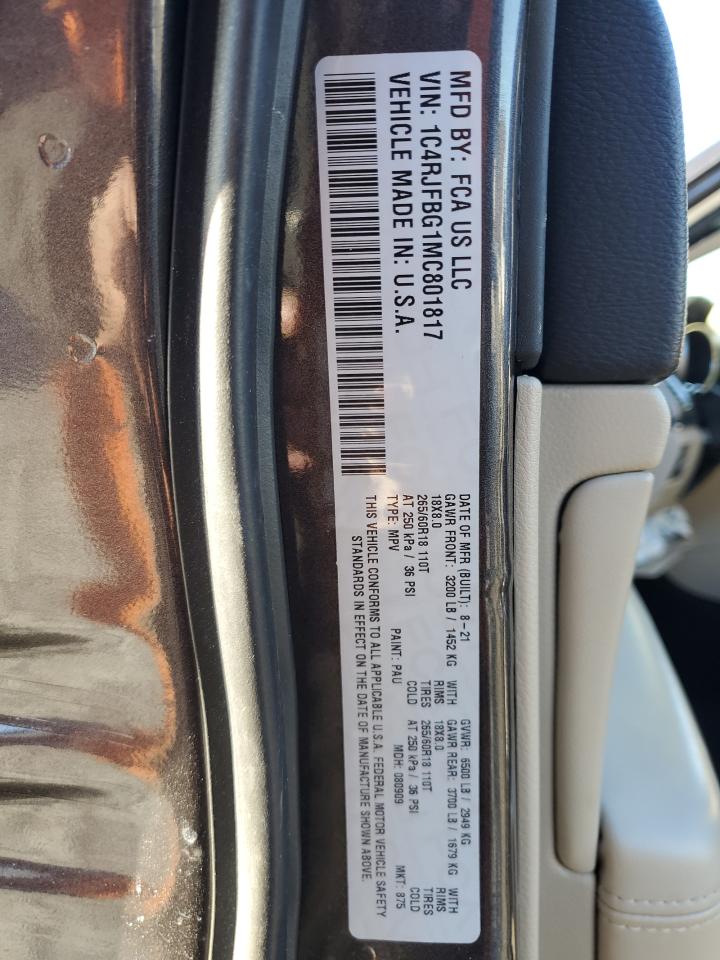 MFD BY: FCA US LLC
VIN: 1C4RJFBG1MC801817
VEHICLE MADE IN: U.S.A.
DATE OF MFR (BUILT): 8-21 GVWR: 6500 LB / 2949 KG
GAWR FRONT: 3200 LB / 1452 KG WITH GAWR REAR: 3700 LB / 1679 KG WITH
18X8.0 RIMS 18X8.0 RIMS
265/60R18 110T TIRES 265/60R18 110T TIRES
AT 250 kPa / 36 PSI COLD AT 250 kPa / 36 PSI COLD
TYPE: MPV PAINT: PAU MDH: 080909 MKT: 875
THIS VEHICLE CONFORMS TO ALL APPLICABLE U.S.A. FEDERAL MOTOR VEHICLE SAFETY
STANDARDS IN EFFECT ON THE DATE OF MANUFACTURE SHOWN ABOVE.